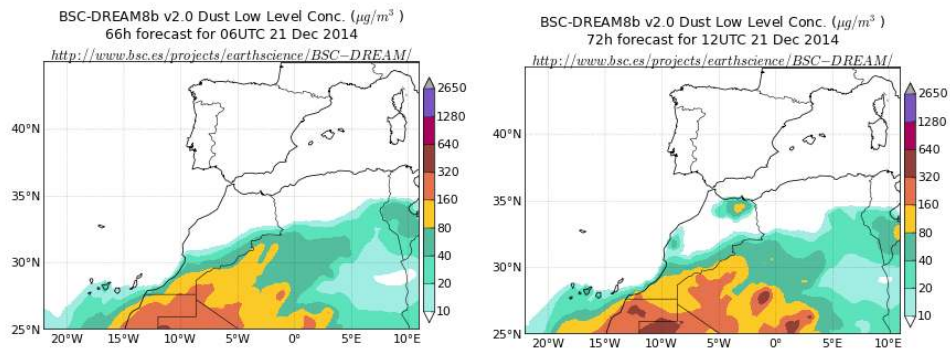 BSC-DREAM8b v2.0 Dust Low Level Conc. (μg/m³ )
66h forecast for 06UTC 21 Dec 2014
http://www.bsc.es/projects/earthscience/BSC-DREAM/
40°N
35°N
30°N
25°N
20°W 15°W 10°W 5°W 0° 5°E 10°E
2650
1280
640
320
160
80
40
20
10
BSC-DREAM8b v2.0 Dust Low Level Conc. (μg/m³ )
72h forecast for 12UTC 21 Dec 2014
http://www.bsc.es/projects/earthscience/BSC-DREAM/
40°N
35°N
30°N
25°N
20°W 15°W 10°W 5°W 0° 5°E 10°E
2650
1280
640
320
160
80
40
20
10